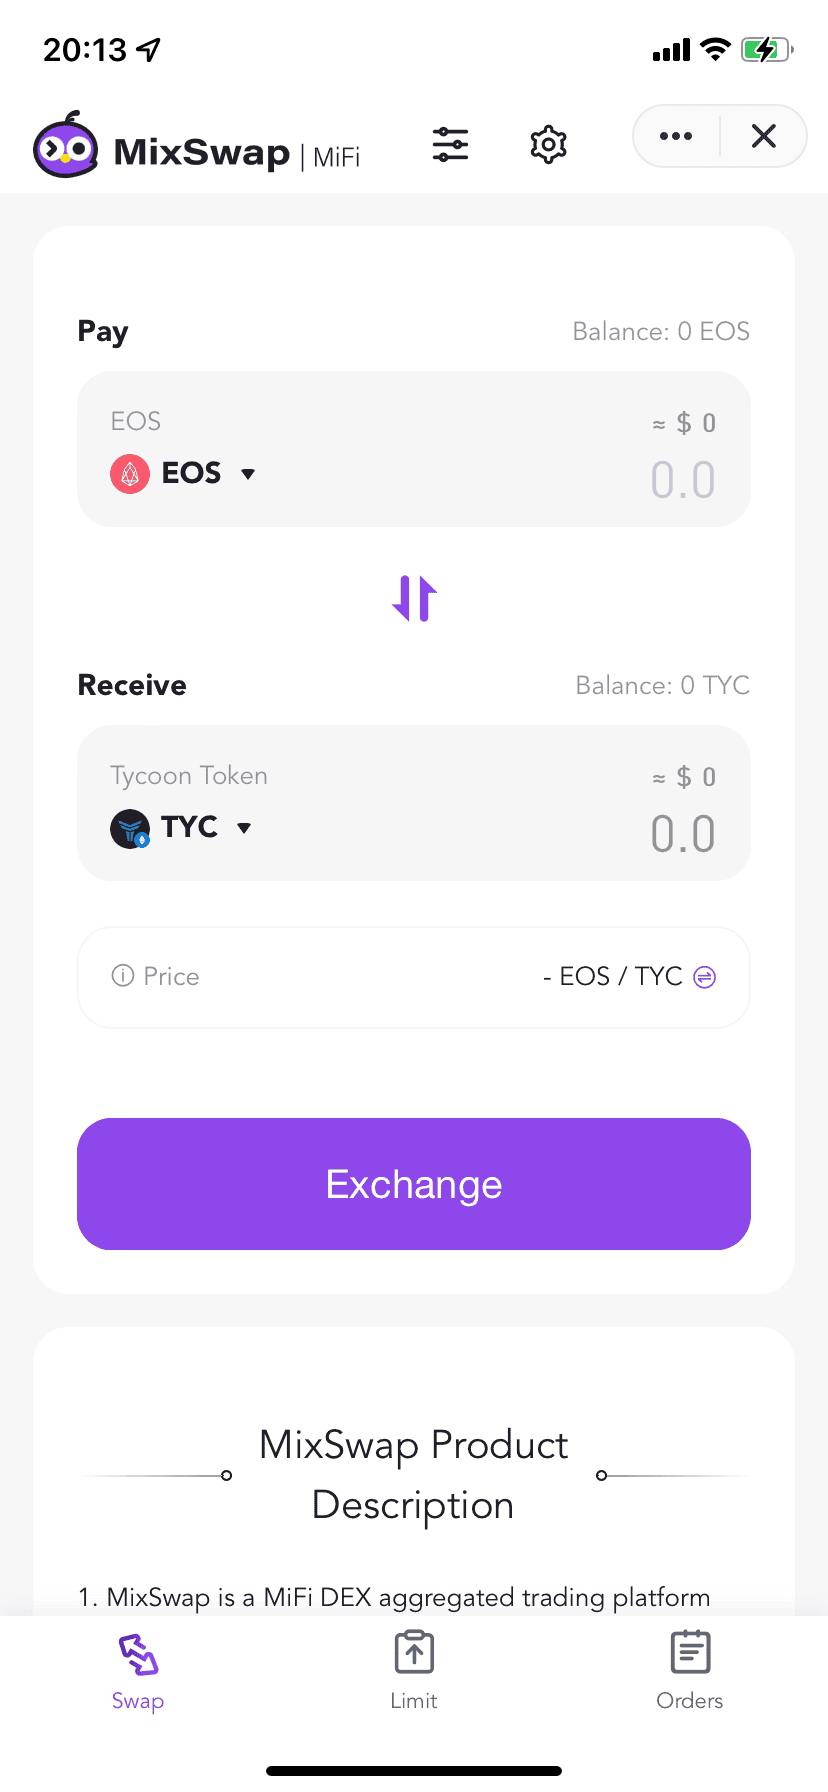 20:13
MixSwap | MiFi
Pay
Balance: 0 EOS
EOS
≈ $ 0
EOS
0.0
Receive
Balance: 0 TYC
Tycoon Token
≈ $ 0
TYC
0.0
Price
- EOS / TYC
Exchange
MixSwap Product
Description
1. MixSwap is a MiFi DEX aggregated trading platform
Swap
Limit
Orders